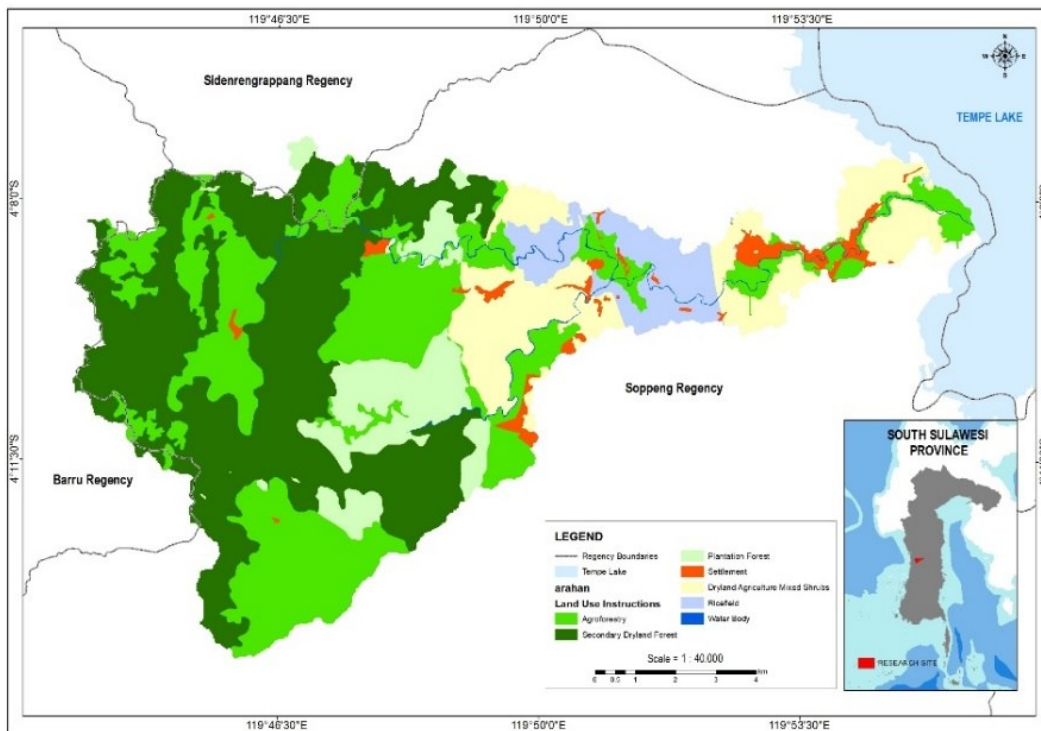 119°46'30"E
119°50'0"E
119°53'30"E
Sidenrengrappang Regency
N
W
E
S
TEMPE LAKE
4°8'0"S
Soppeng Regency
4°11'30"S
Barru Regency
SOUTH SULAWESI
PROVINCE
RESEARCH SITE
LEGEND
Regency Boundaries
Tempe Lake
arahan
Land Use Instructions
Agroforestry
Secondary Dryland Forest
Plantation Forest
Settlement
Dryland Agriculture Mixed Shrubs
Ricefield
Water Body
Scale = 1 : 40.000
0 0.5 1 2 3 4
km
119°46'30"E
119°50'0"E
119°53'30"E